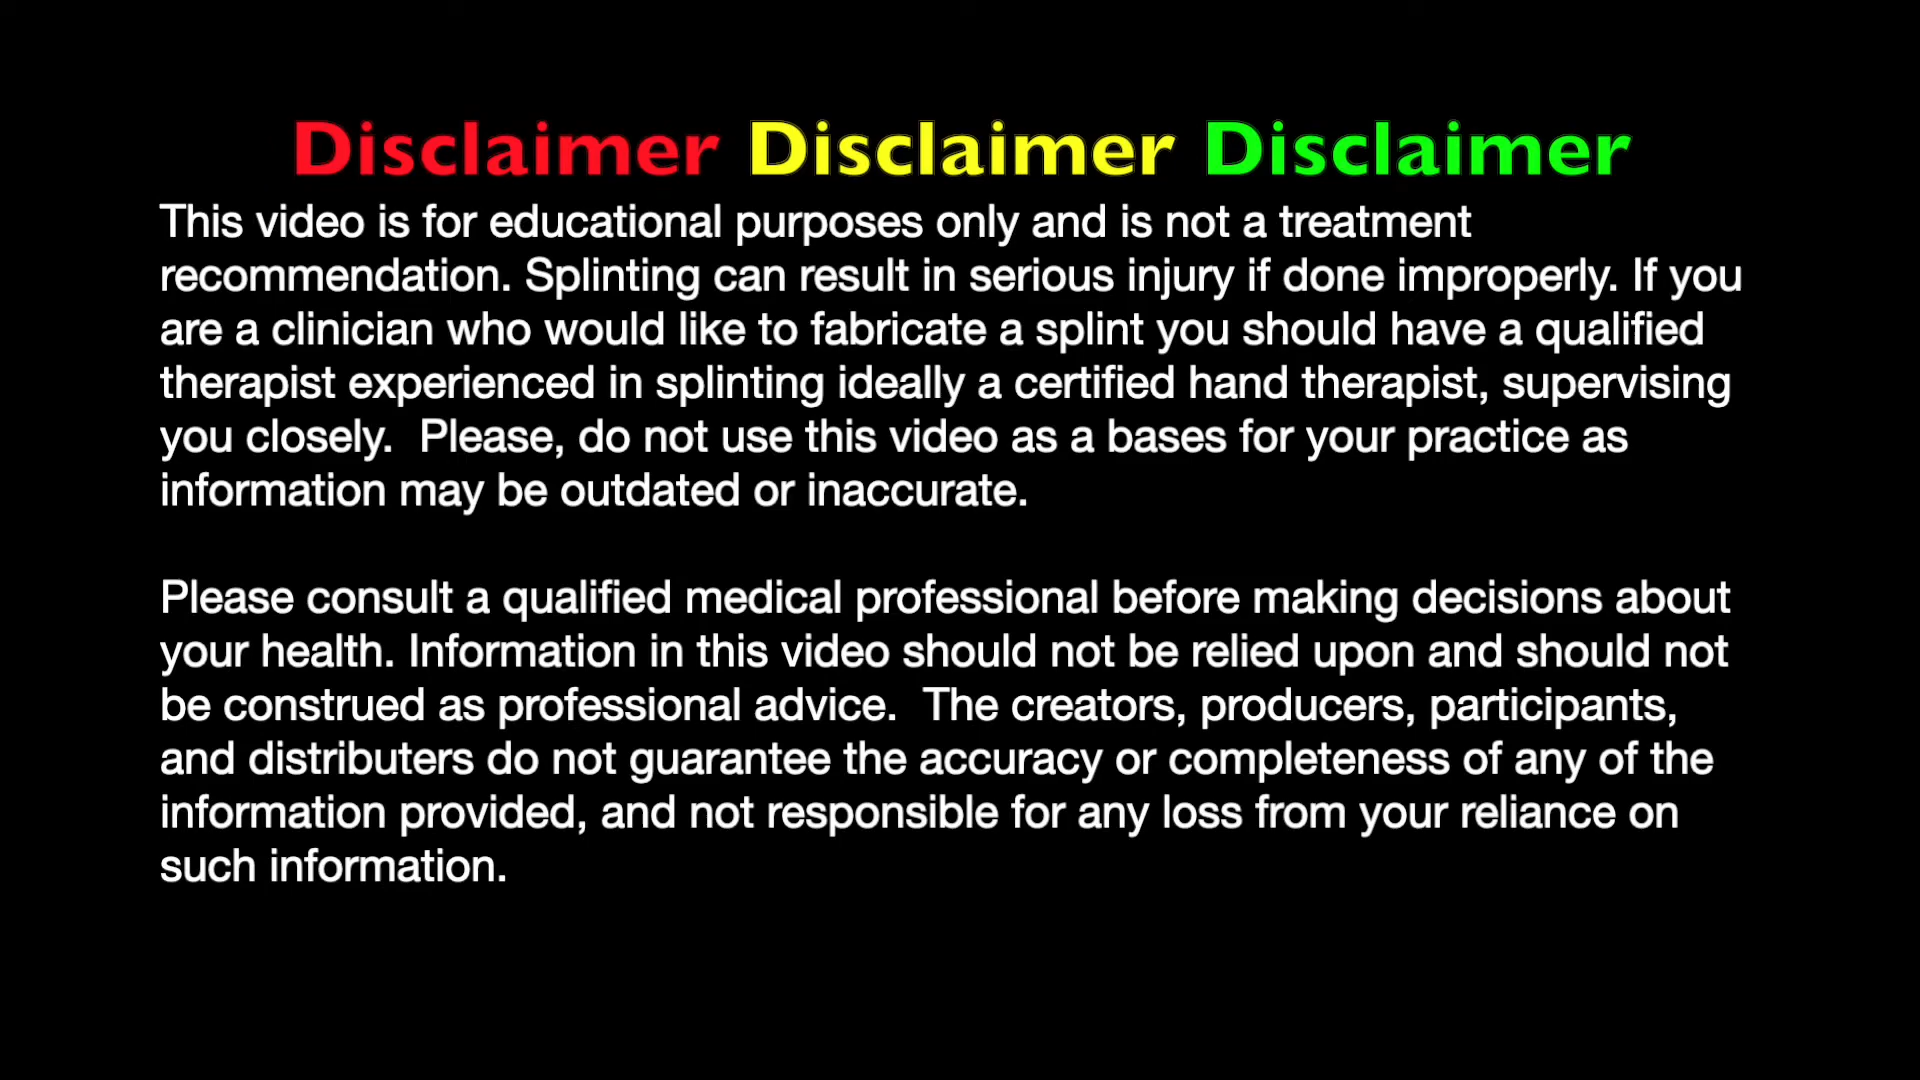 Disclaimer Disclaimer Disclaimer
This video is for educational purposes only and is not a treatment
recommendation. Splinting can result in serious injury if done improperly. If you
are a clinician who would like to fabricate a splint you should have a qualified
therapist experienced in splinting ideally a certified hand therapist, supervising
you closely.  Please, do not use this video as a bases for your practice as
information may be outdated or inaccurate.
Please consult a qualified medical professional before making decisions about
your health. Information in this video should not be relied upon and should not
be construed as professional advice.  The creators, producers, participants,
and distributers do not guarantee the accuracy or completeness of any of the
information provided, and not responsible for any loss from your reliance on
such information.